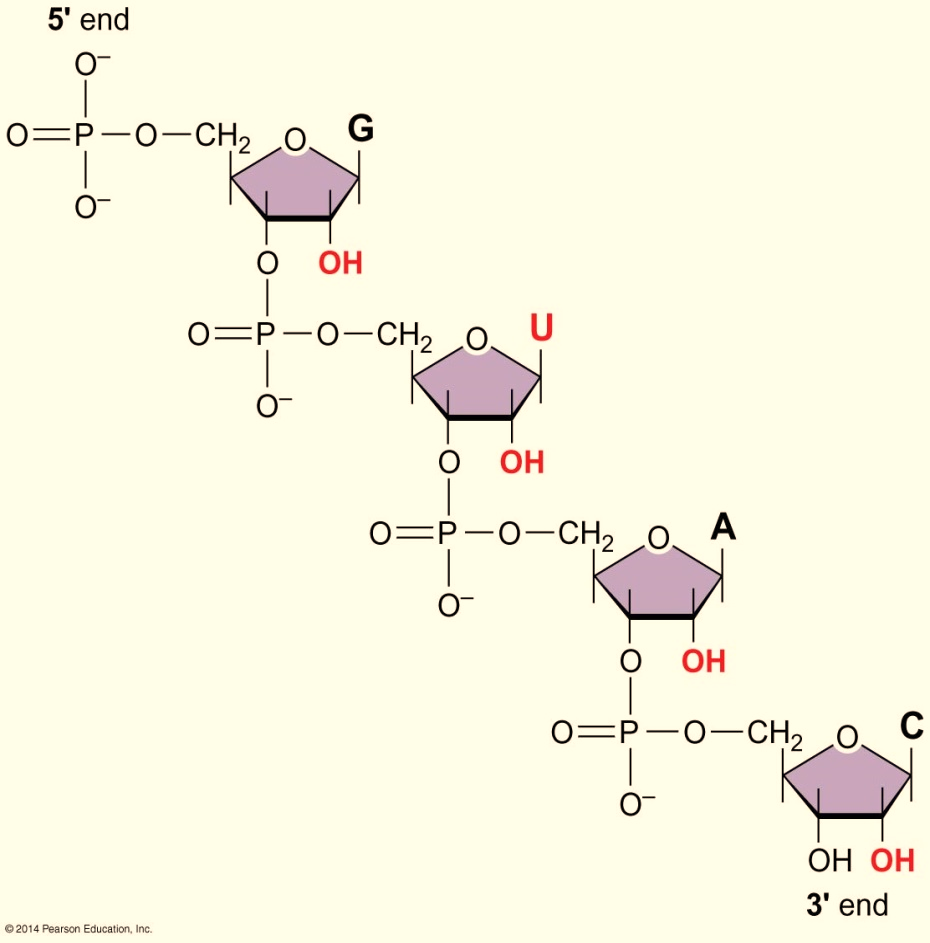 5' end
O⁻
O=P—O—CH₂ O G
O⁻
O OH
O=P—O—CH₂ O U
O⁻
O OH
O=P—O—CH₂ O A
O⁻
O OH
O=P—O—CH₂ O C
O⁻
OH OH
3' end
© 2014 Pearson Education, Inc.